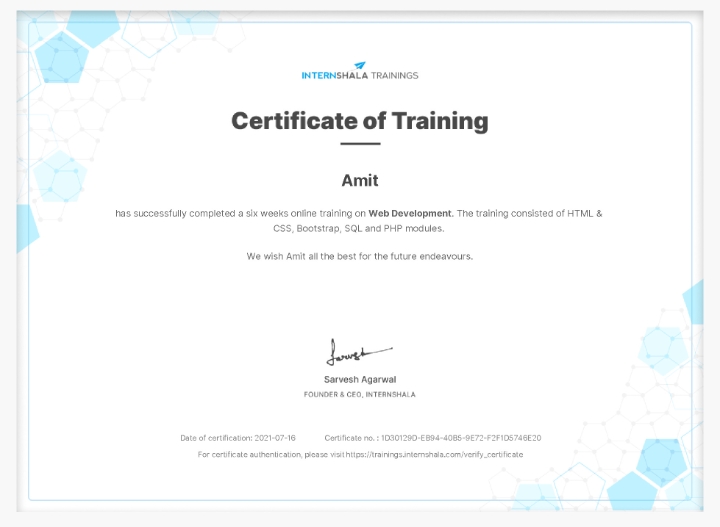 INTERNSHALA TRAININGS
Certificate of Training
Amit
has successfully completed a six weeks online training on Web Development. The training consisted of HTML &
CSS, Bootstrap, SQL and PHP modules.
We wish Amit all the best for the future endeavours.
Sarvesh
Sarvesh Agarwal
FOUNDER & CEO, INTERNSHALA
Date of certification: 2021-07-16 Certificate no. : 1D30129D-EB94-40B5-9E72-F2F1D5746E20
For certificate authentication, please visit https://trainings.internshala.com/verify_certificate